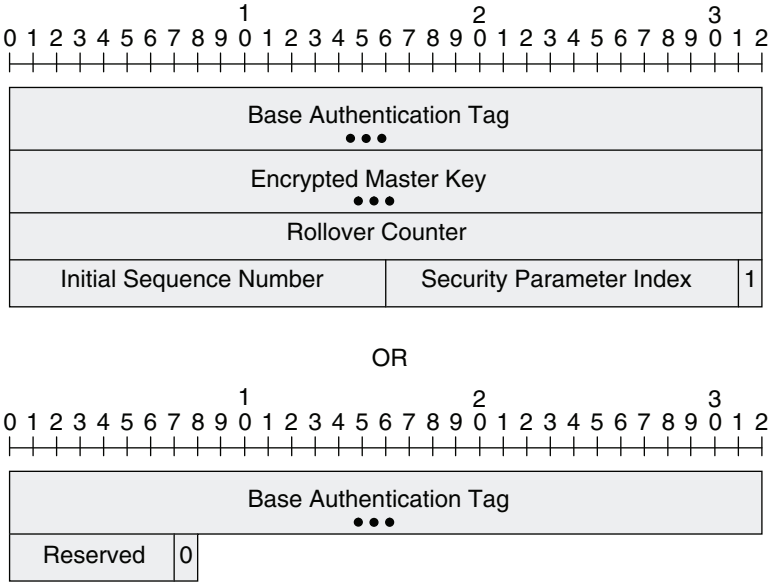 1 2 3
0 1 2 3 4 5 6 7 8 9 0 1 2 3 4 5 6 7 8 9 0 1 2 3 4 5 6 7 8 9 0 1 2
Base Authentication Tag
•••
Encrypted Master Key
•••
Rollover Counter
Initial Sequence Number Security Parameter Index 1
OR
1 2 3
0 1 2 3 4 5 6 7 8 9 0 1 2 3 4 5 6 7 8 9 0 1 2 3 4 5 6 7 8 9 0 1 2
Base Authentication Tag
•••
Reserved 0